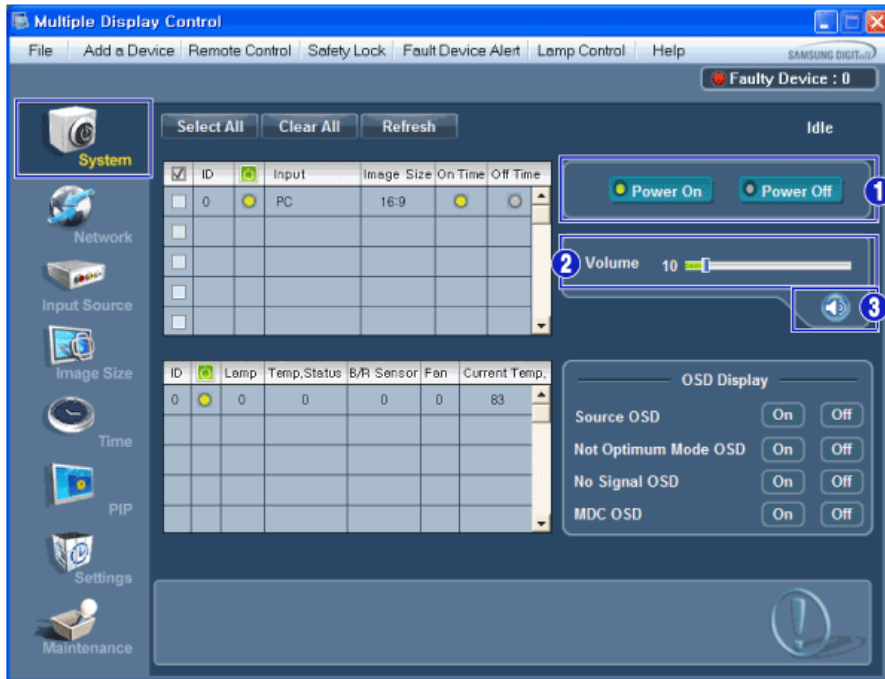 Multiple Display Control
File Add a Device Remote Control Safety Lock Fault Device Alert Lamp Control Help SAMSUNG DIGITall
Faulty Device : 0
System
Network
Input Source
Image Size
Time
PIP
Settings
Maintenance
Select All Clear All Refresh
Idle
ID Input Image Size On Time Off Time
0 PC 16:9
Power On Power Off 1
2 Volume 10
3
ID Lamp Temp,Status B/R Sensor Fan Current Temp,
0 0 0 0 0 83
OSD Display
Source OSD On Off
Not Optimum Mode OSD On Off
No Signal OSD On Off
MDC OSD On Off